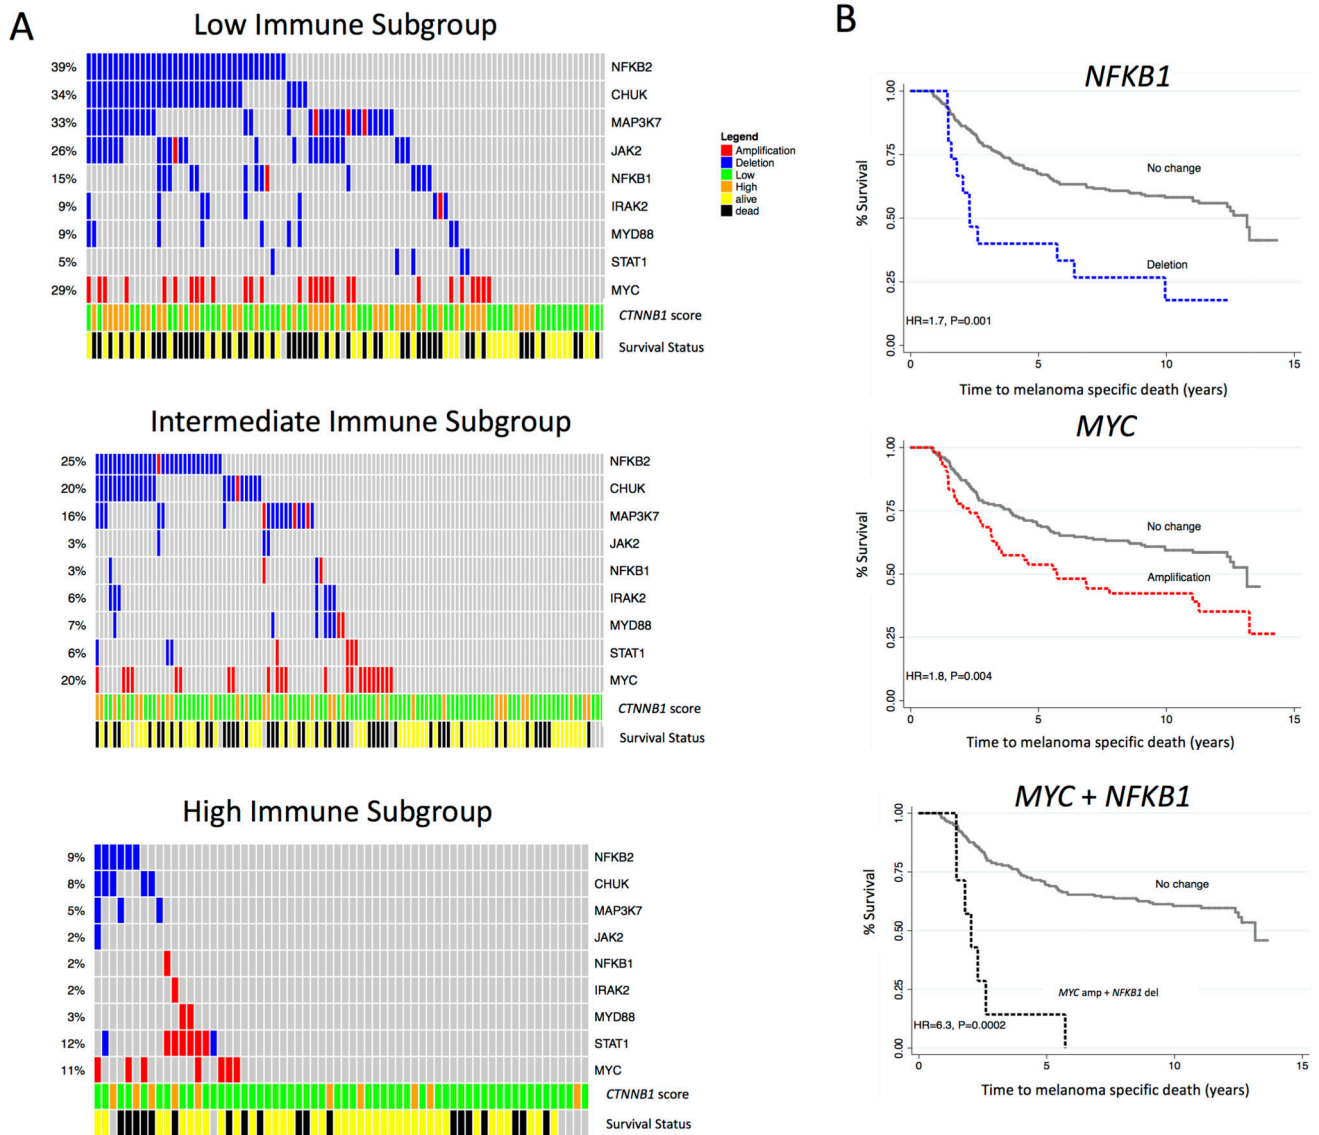 A
Low Immune Subgroup
39% NFKB2
34% CHUK
33% MAP3K7
26% JAK2
15% NFKB1
9% IRAK2
9% MYD88
5% STAT1
29% MYC
CTNNB1 score
Survival Status
Legend
Amplification
Deletion
Low
High
alive
dead
Intermediate Immune Subgroup
25% NFKB2
20% CHUK
16% MAP3K7
3% JAK2
3% NFKB1
6% IRAK2
7% MYD88
6% STAT1
20% MYC
CTNNB1 score
Survival Status
High Immune Subgroup
9% NFKB2
8% CHUK
5% MAP3K7
2% JAK2
2% NFKB1
2% IRAK2
3% MYD88
12% STAT1
11% MYC
CTNNB1 score
Survival Status
B
NFKB1
% Survival
1.00
0.75
0.50
0.25
0.00
No change
Deletion
HR=1.7, P=0.001
0 5 10 15
Time to melanoma specific death (years)
MYC
% Survival
1.00
0.75
0.50
0.25
0.00
No change
Amplification
HR=1.8, P=0.004
0 5 10 15
Time to melanoma specific death (years)
MYC + NFKB1
% Survival
1.00
0.75
0.50
0.25
0.00
No change
MYC amp + NFKB1 del
HR=6.3, P=0.0002
0 5 10 15
Time to melanoma specific death (years)